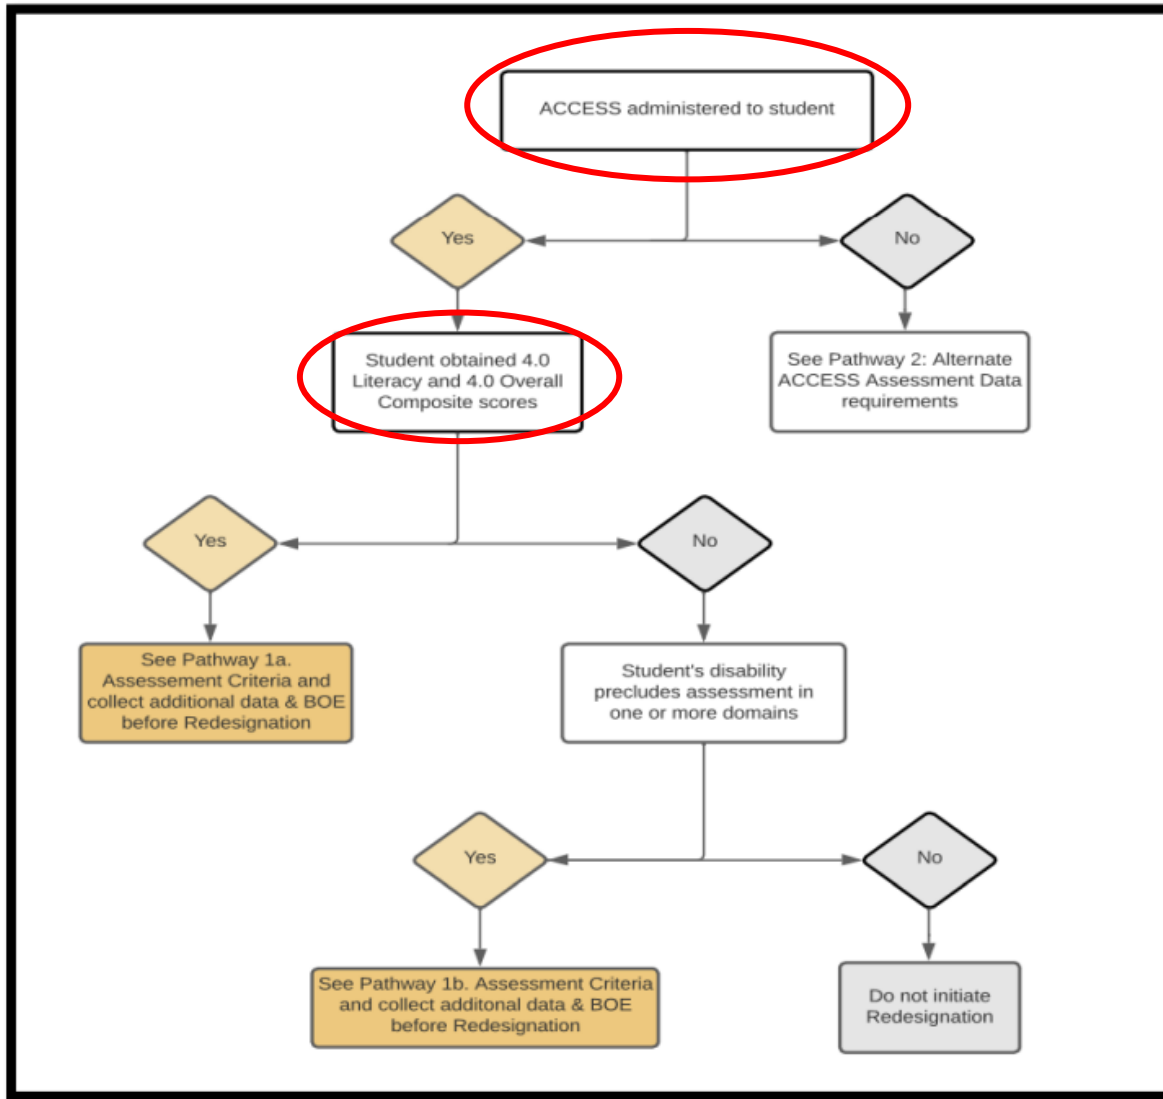 ACCESS administered to student
Yes
No
Student obtained 4.0
Literacy and 4.0 Overall
Composite scores
See Pathway 2: Alternate
ACCESS Assessment Data
requirements
Yes
No
See Pathway 1a.
Assessement Criteria and
collect additional data & BOE
before Redesignation
Student's disability
precludes assessment in
one or more domains
Yes
No
See Pathway 1b. Assessment Criteria
and collect additonal data & BOE
before Redesignation
Do not initiate
Redesignation